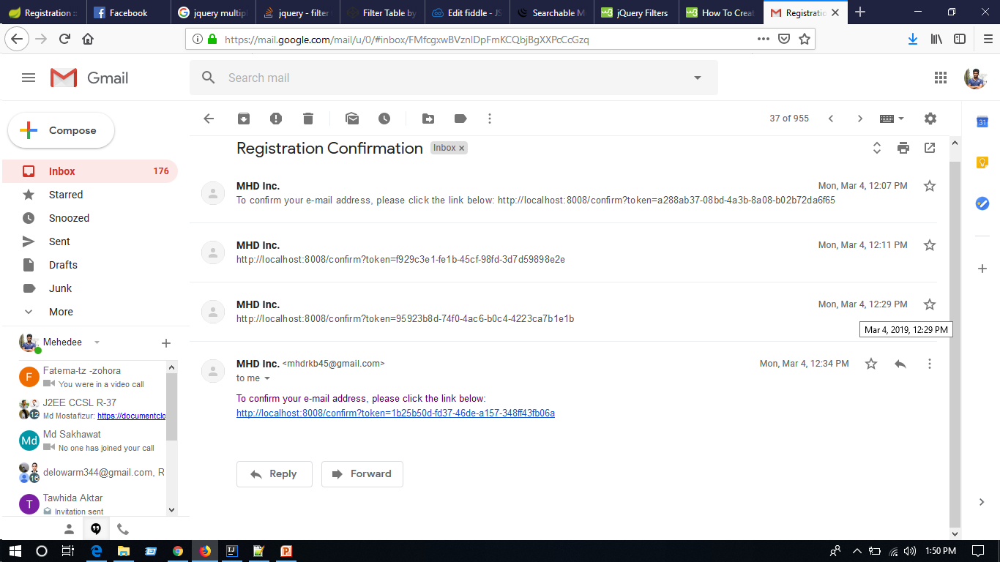 Registration ::
Facebook
jquery multipl
jquery - filter
Filter Table by
Edit fiddle - JS
Searchable M
jQuery Filters
How To Creat
Registratio
https://mail.google.com/mail/u/0/#inbox/FMfcgxwBVznlDpFmKCQbjBgXXPcCcGzq
Gmail
Search mail
Compose
37 of 955
31
Registration Confirmation
Inbox x
Inbox 176
Starred
Snoozed
Sent
Drafts
Junk
More
MHD Inc. Mon, Mar 4, 12:07 PM
To confirm your e-mail address, please click the link below: http://localhost:8008/confirm?token=a288ab37-08bd-4a3b-8a08-b02b72da6f65
MHD Inc. Mon, Mar 4, 12:11 PM
http://localhost:8008/confirm?token=f929c3e1-fe1b-45cf-98fd-3d7d59898e2e
MHD Inc. Mon, Mar 4, 12:29 PM
http://localhost:8008/confirm?token=95923b8d-74f0-4ac6-b0c4-4223ca7b1e1b
Mar 4, 2019, 12:29 PM
MHD Inc. <mhdrkb45@gmail.com> Mon, Mar 4, 12:34 PM
to me
To confirm your e-mail address, please click the link below:
http://localhost:8008/confirm?token=1b25b50d-fd37-46de-a157-348ff43fb06a
Reply
Forward
Mehedee
F
Fatema-tz -zohora
You were in a video call
12
J2EE CCSL R-37
Md Mostafizur: https://documentclo
Md
Md Sakhawat
No one has joined your call
16
delowarm344@gmail.com, R
T
Tawhida Aktar
Invitation sent
1:50 PM